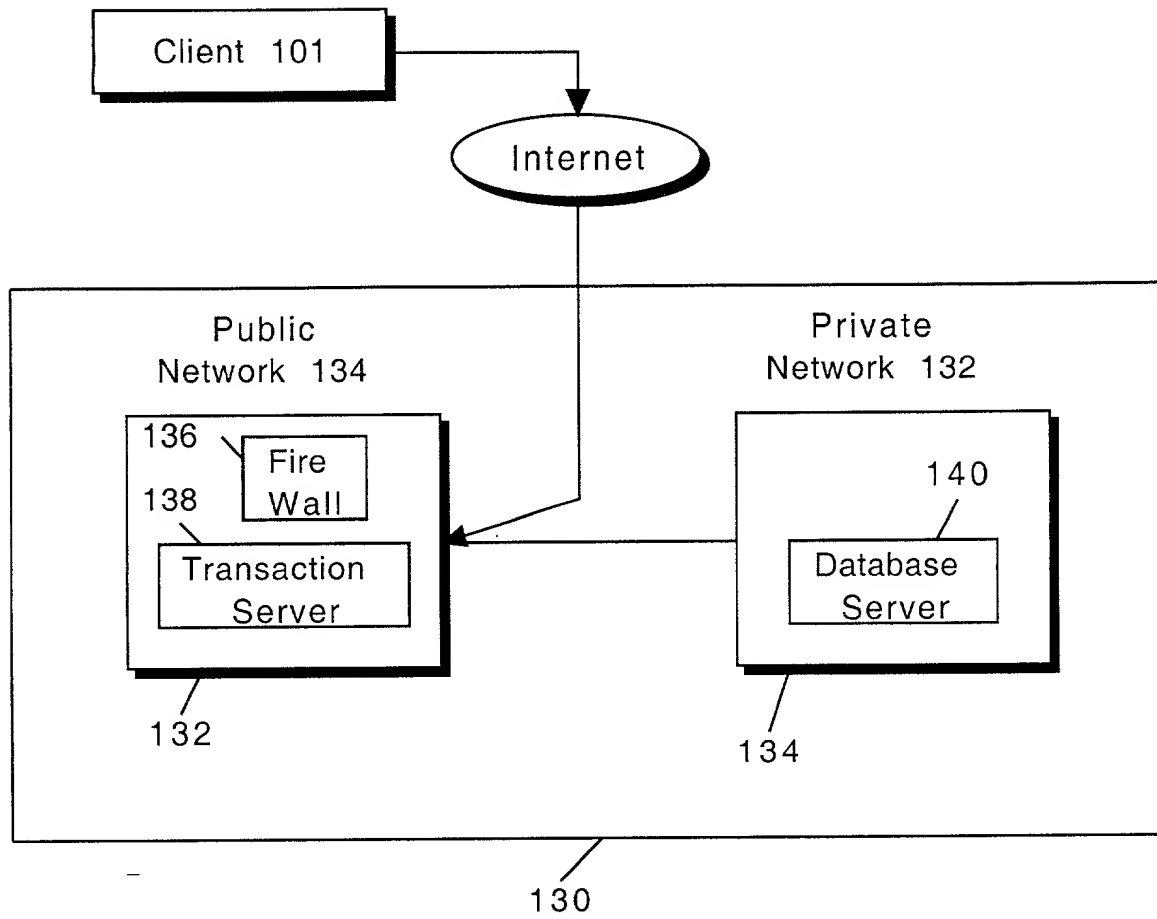 Client 101
Internet
Public
Network 134
Private
Network 132
136
Fire
Wall
138
Transaction
Server
140
Database
Server
132
134
130